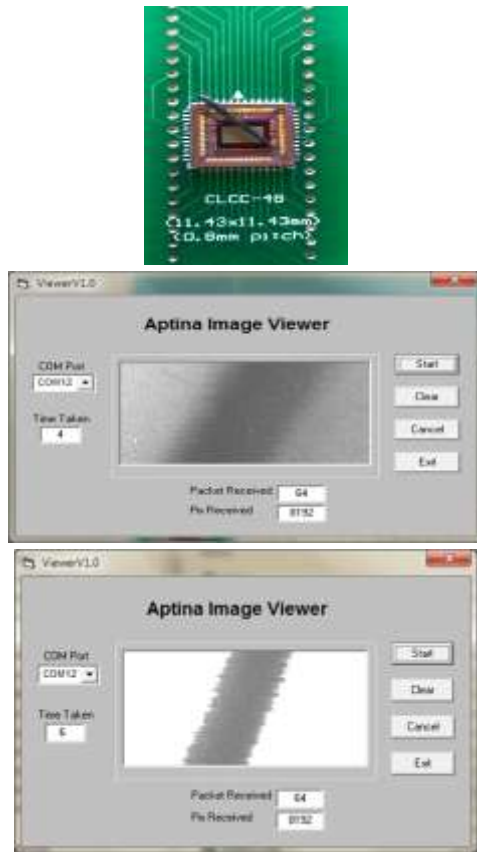 CLCC-48
(11.43x11.43mm)
(0.8mm pitch)
ViewerV1.0
Aptina Image Viewer
COM Port
COM12
Time Taken
4
Start
Clear
Cancel
Exit
Packet Received 64
Pix Received 8192
ViewerV1.0
Aptina Image Viewer
COM Port
COM12
Time Taken
6
Start
Clear
Cancel
Exit
Packet Received 64
Pix Received 8192